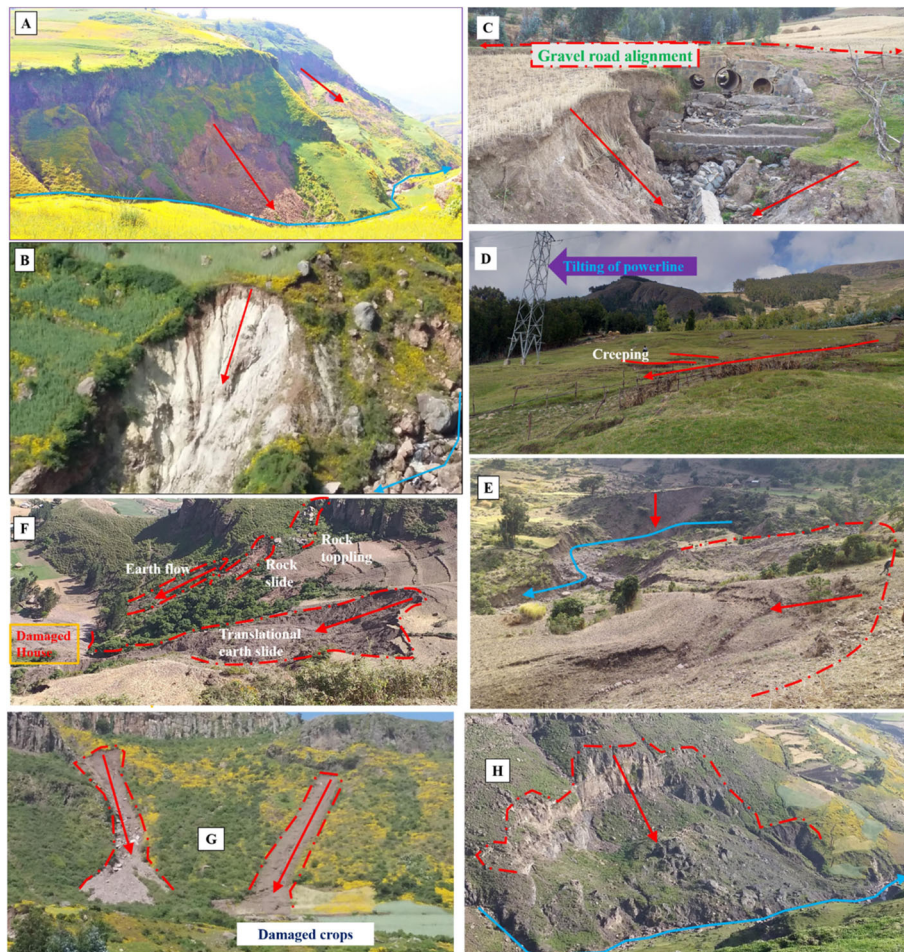 A
C
Gravel road alignment
B
D
Tilting of powerline
Creeping
F
Rock
toppling
Earth flow
Rock
slide
Damaged
House
Translational
earth slide
E
G
Damaged crops
H